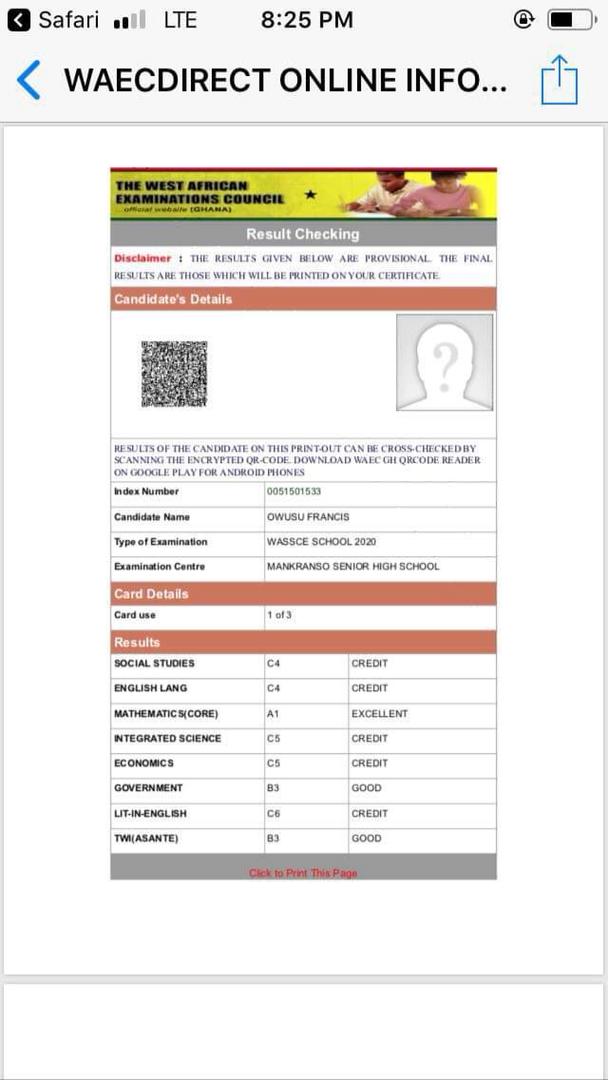 Safari LTE 8:25 PM
WAECDIRECT ONLINE INFO...
THE WEST AFRICAN
EXAMINATIONS COUNCIL
official website (GHANA)
Result Checking
Disclaimer : THE RESULTS GIVEN BELOW ARE PROVISIONAL. THE FINAL
RESULTS ARE THOSE WHICH WILL BE PRINTED ON YOUR CERTIFICATE.
Candidate's Details
?
RESULTS OF THE CANDIDATE ON THIS PRINT-OUT CAN BE CROSS-CHECKED BY
SCANNING THE ENCRYPTED QR-CODE. DOWNLOAD WAEC GH QRCODE READER
ON GOOGLE PLAY FOR ANDROID PHONES
Index Number 0051501533
Candidate Name OWUSU FRANCIS
Type of Examination WASSCE SCHOOL 2020
Examination Centre MANKRANSO SENIOR HIGH SCHOOL
Card Details
Card use 1 of 3
Results
SOCIAL STUDIES C4 CREDIT
ENGLISH LANG C4 CREDIT
MATHEMATICS(CORE) A1 EXCELLENT
INTEGRATED SCIENCE C5 CREDIT
ECONOMICS C5 CREDIT
GOVERNMENT B3 GOOD
LIT-IN-ENGLISH C6 CREDIT
TWI(ASANTE) B3 GOOD
Click to Print This Page